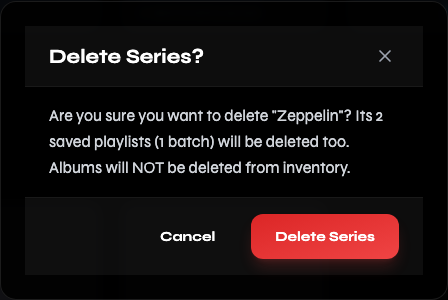 Delete Series?
Are you sure you want to delete "Zeppelin"? Its 2
saved playlists (1 batch) will be deleted too.
Albums will NOT be deleted from inventory.
Cancel
Delete Series